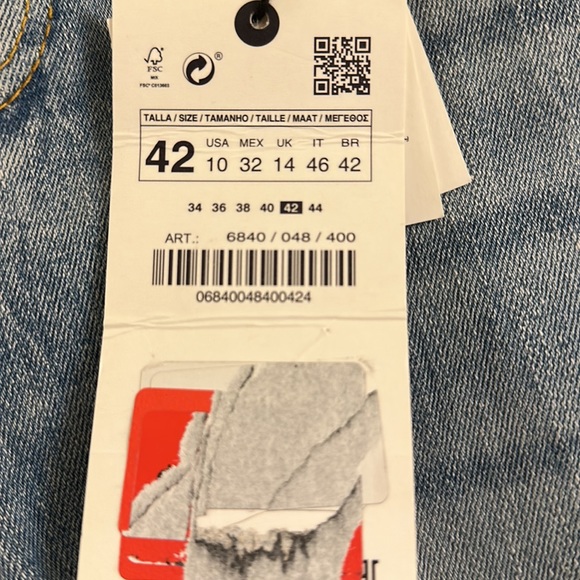 FSC
MIX
®
TALLA / SIZE / TAMANHO / TAILLE / MAAT / ΜΕΓΕΘΟΣ
42 USA MEX UK IT BR
10 32 14 46 42
34 36 38 40 42 44
ART.: 6840 / 048 / 400
06840048400424